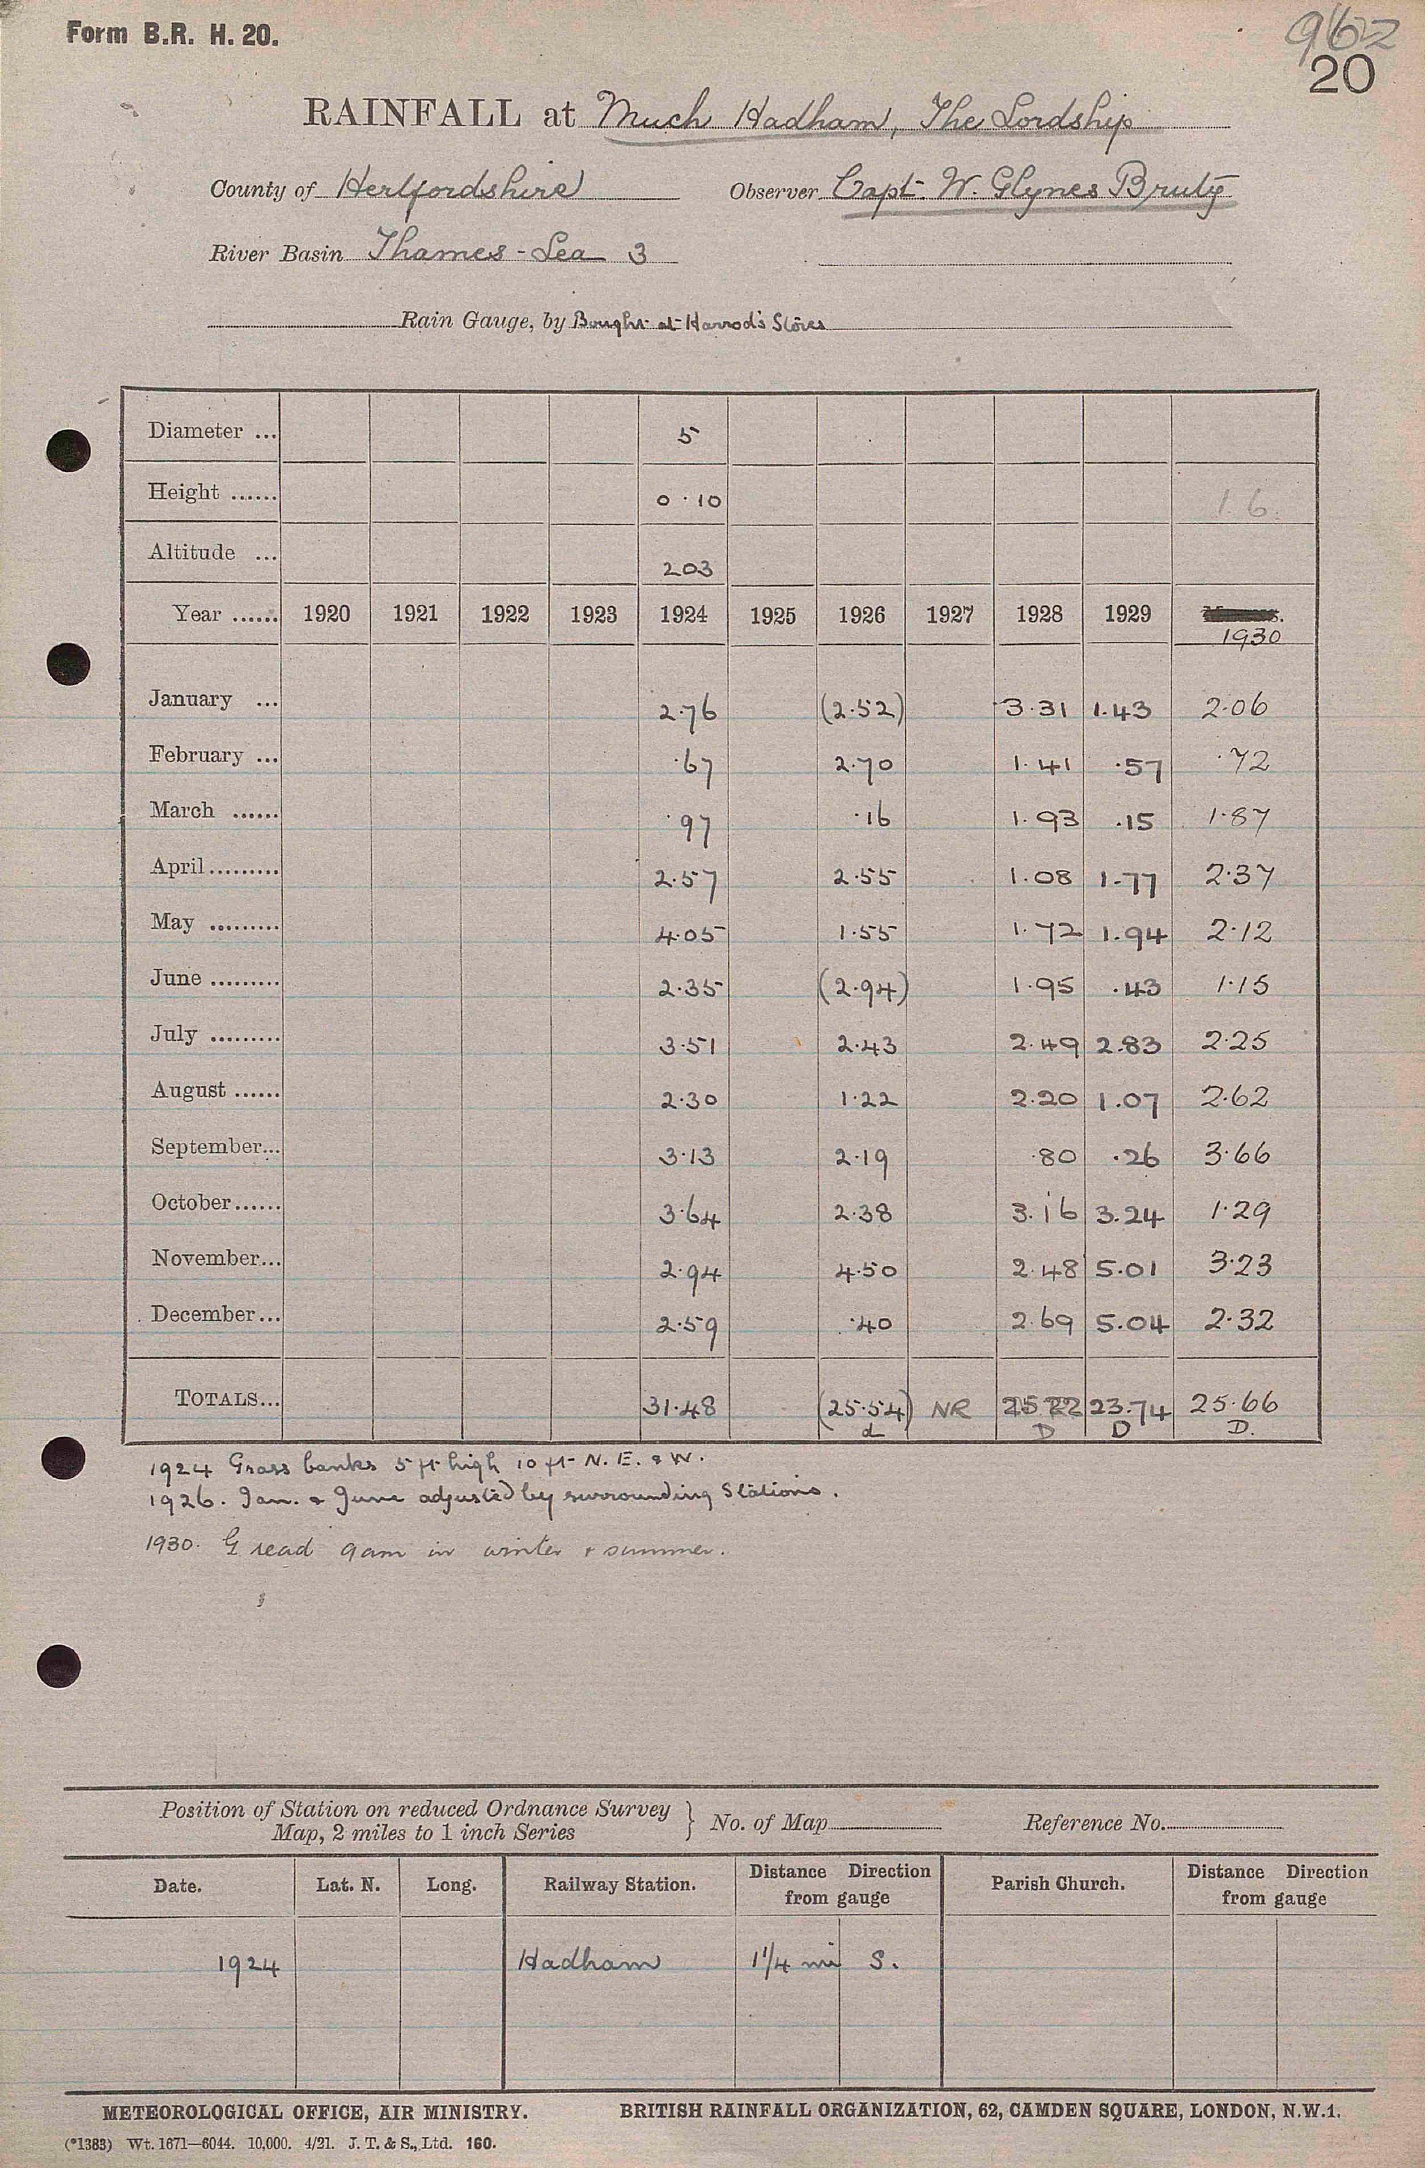 Form B.R. H. 20.
962
20
RAINFALL at Much Hadham, The Lordship
County of Hertfordshire Observer Capt. W. Glynes Bruty
River Basin Thames - Lea 3
Rain Gauge, by Bought at Harrod's Stores
Diameter ... 5
Height ...... 0·10 1.6.
Altitude ... 203
Year ...... 1920 1921 1922 1923 1924 1925 1926 1927 1928 1929 1930
January ... 2·76 (2·52) 3·31 1.43 2·06
February ... ·67 2·70 1.41 ·57 ·72
March ...... ·97 ·16 1.93 .15 1·87
April......... 2·57 2·55 1.08 1.77 2·37
May ......... 4·05 1·55 1.72 1.94 2·12
June ......... 2·35 (2·94) 1·95 .43 1·15
July ......... 3·51 2·43 2.49 2.83 2·25
August ...... 2·30 1·22 2.20 1.07 2·62
September... 3·13 2·19 ·80 .26 3·66
October...... 3·64 2·38 3.16 3.24 1·29
November... 2·94 4·50 2.48 5.01 3·23
December... 2·59 ·40 2.69 5.04 2·32
TOTALS... 31·48 (25·54) NR 25 22 23.74 25·66
d D D D.
1924 Grass banks 5 ft high 10 ft N. E. & W.
1926. Jan. & June adjusted by surrounding Stations.
1930. G read 9am in winter & summer.
Position of Station on reduced Ordnance Survey
Map, 2 miles to 1 inch Series } No. of Map Reference No.
Date. Lat. N. Long. Railway Station. Distance Direction from gauge Parish Church. Distance Direction from gauge
1924 Hadham 1 1/4 mi S.
METEOROLOGICAL OFFICE, AIR MINISTRY. BRITISH RAINFALL ORGANIZATION, 62, CAMDEN SQUARE, LONDON, N.W.1.
(*1383) Wt. 1671—6044. 10,000. 4/21. J. T. & S., Ltd. 160.